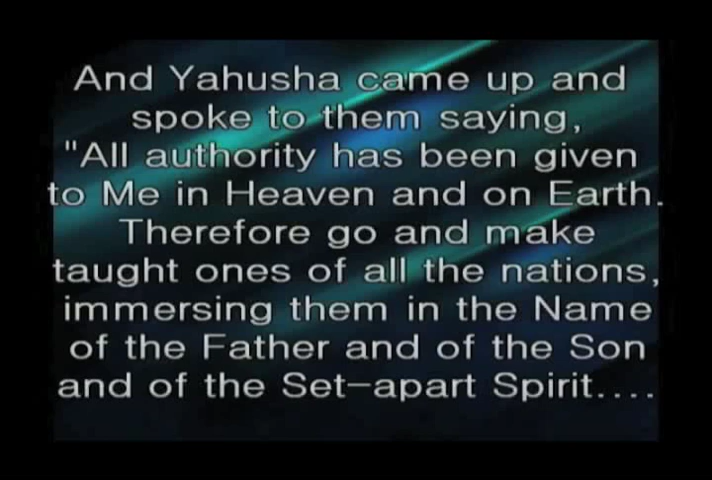 And Yahusha came up and
spoke to them saying,
"All authority has been given
to Me in Heaven and on Earth.
Therefore go and make
taught ones of all the nations,
immersing them in the Name
of the Father and of the Son
and of the Set-apart Spirit....